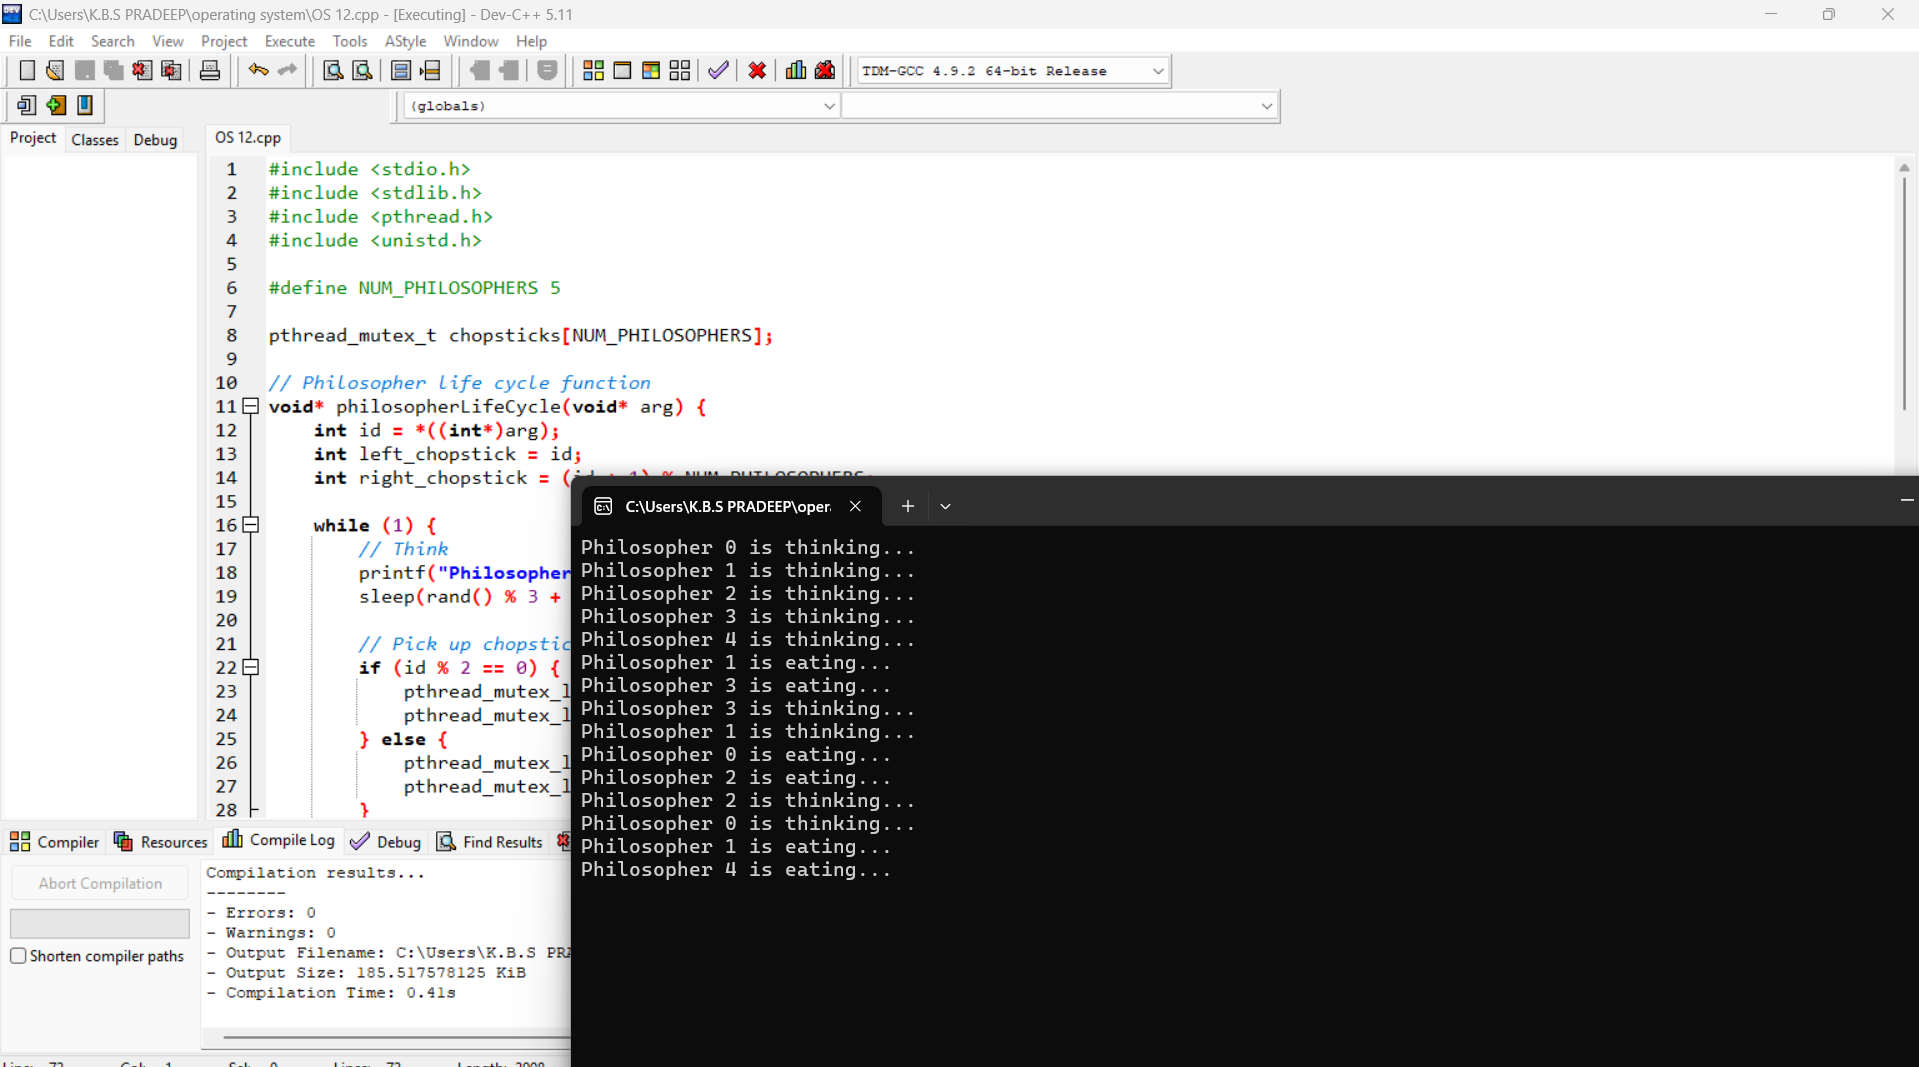 C:\Users\K.B.S PRADEEP\operating system\OS 12.cpp - [Executing] - Dev-C++ 5.11
File Edit Search View Project Execute Tools AStyle Window Help
TDM-GCC 4.9.2 64-bit Release
(globals)
Project Classes Debug
OS 12.cpp
1 #include <stdio.h>
2 #include <stdlib.h>
3 #include <pthread.h>
4 #include <unistd.h>
5
6 #define NUM_PHILOSOPHERS 5
7
8 pthread_mutex_t chopsticks[NUM_PHILOSOPHERS];
9
10 // Philosopher life cycle function
11 void* philosopherLifeCycle(void* arg) {
12 int id = *((int*)arg);
13 int left_chopstick = id;
14 int right_chopstick = (id + 1) % NUM_PHILOSOPHERS;
15
16 while (1) {
17 // Think
18 printf("Philosopher
19 sleep(rand() % 3 +
20
21 // Pick up chopstic
22 if (id % 2 == 0) {
23 pthread_mutex_l
24 pthread_mutex_l
25 } else {
26 pthread_mutex_l
27 pthread_mutex_l
28 }
C:\Users\K.B.S PRADEEP\oper
Philosopher 0 is thinking...
Philosopher 1 is thinking...
Philosopher 2 is thinking...
Philosopher 3 is thinking...
Philosopher 4 is thinking...
Philosopher 1 is eating...
Philosopher 3 is eating...
Philosopher 3 is thinking...
Philosopher 1 is thinking...
Philosopher 0 is eating...
Philosopher 2 is eating...
Philosopher 2 is thinking...
Philosopher 0 is thinking...
Philosopher 1 is eating...
Philosopher 4 is eating...
Compiler Resources Compile Log Debug Find Results
Abort Compilation
Shorten compiler paths
Compilation results...
--------
- Errors: 0
- Warnings: 0
- Output Filename: C:\Users\K.B.S PRA
- Output Size: 185.517578125 KiB
- Compilation Time: 0.41s